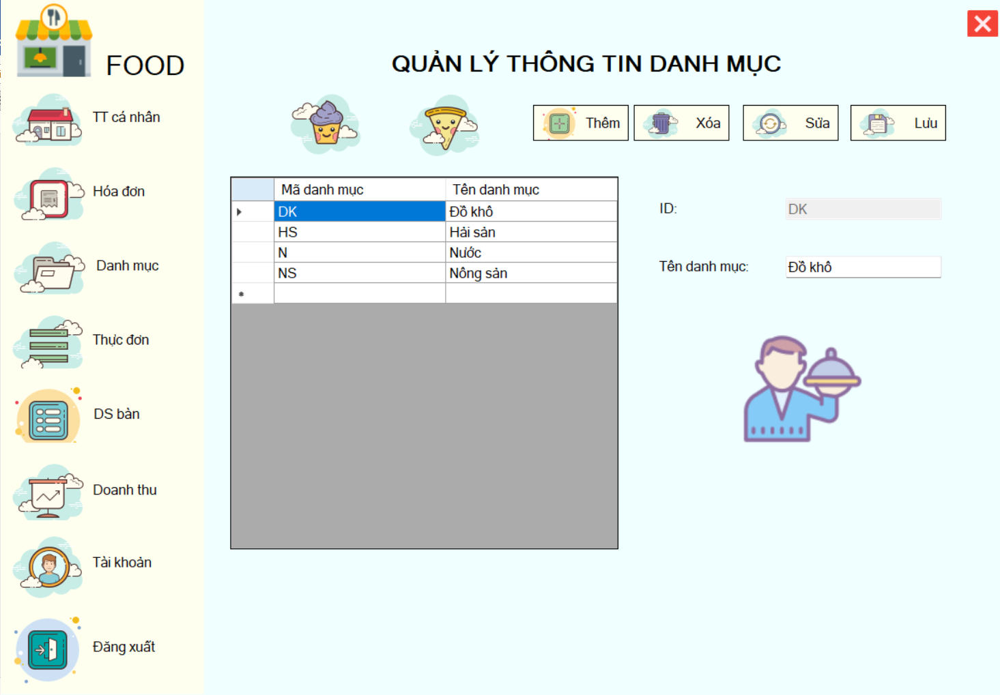 FOOD
TT cá nhân
Hóa đơn
Danh mục
Thực đơn
DS bàn
Doanh thu
Tài khoản
Đăng xuất
QUẢN LÝ THÔNG TIN DANH MỤC
Thêm Xóa Sửa Lưu
Mã danh mục Tên danh mục
DK Đồ khô
HS Hải sản
N Nước
NS Nông sản
ID: DK
Tên danh mục: Đồ khô